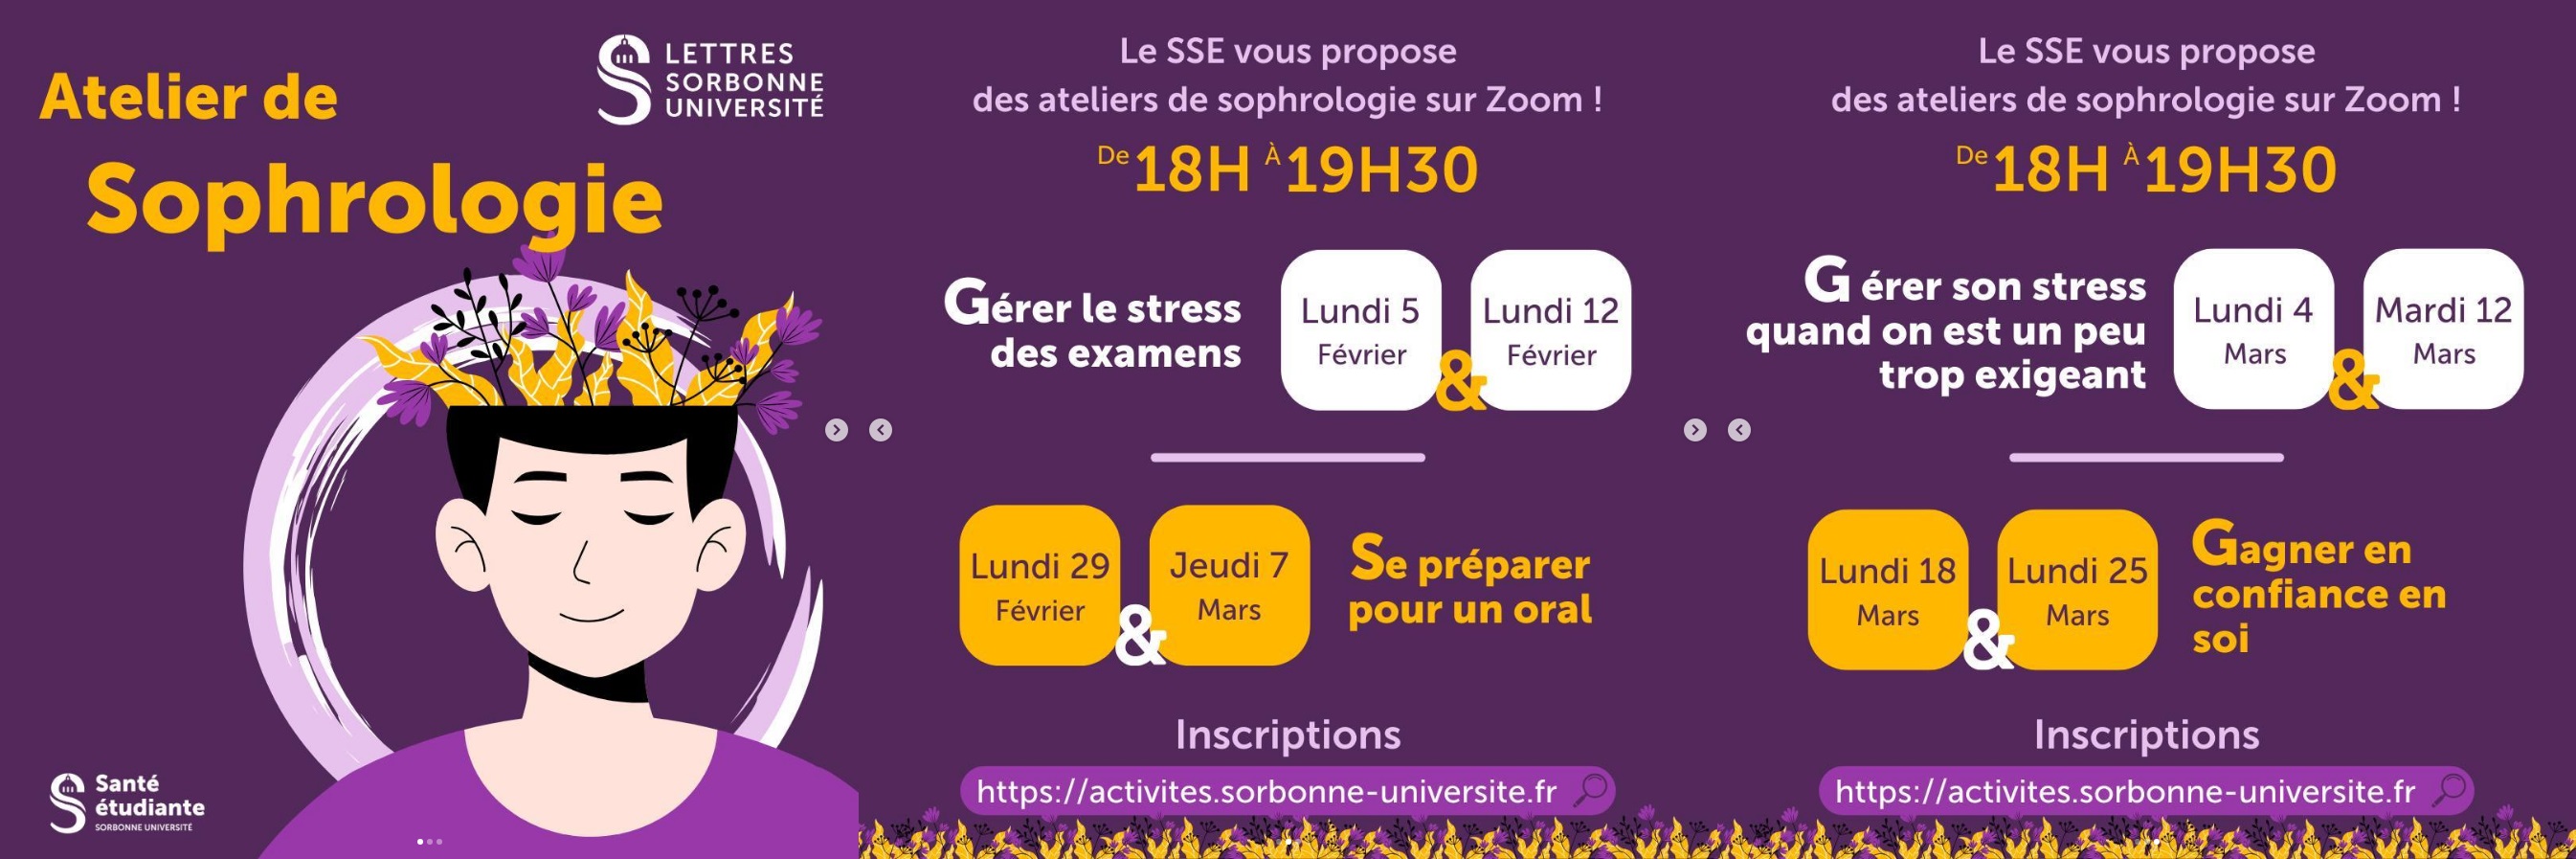 Atelier de
Sophrologie
LETTRES
SORBONNE
UNIVERSITÉ
Santé
étudiante
SORBONNE UNIVERSITÉ
Le SSE vous propose
des ateliers de sophrologie sur Zoom !
De 18H À 19H30
Gérer le stress
des examens
Lundi 5
Février
&
Lundi 12
Février
Lundi 29
Février
&
Jeudi 7
Mars
Se préparer
pour un oral
Inscriptions
https://activites.sorbonne-universite.fr
Le SSE vous propose
des ateliers de sophrologie sur Zoom !
De 18H À 19H30
G érer son stress
quand on est un peu
trop exigeant
Lundi 4
Mars
&
Mardi 12
Mars
Lundi 18
Mars
&
Lundi 25
Mars
Gagner en
confiance en
soi
Inscriptions
https://activites.sorbonne-universite.fr